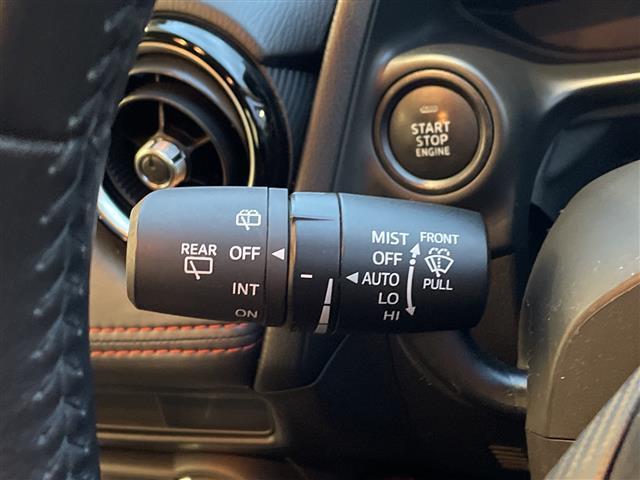 START
STOP
ENGINE
REAR
OFF
INT
ON
MIST
OFF
AUTO
LO
HI
FRONT
PULL